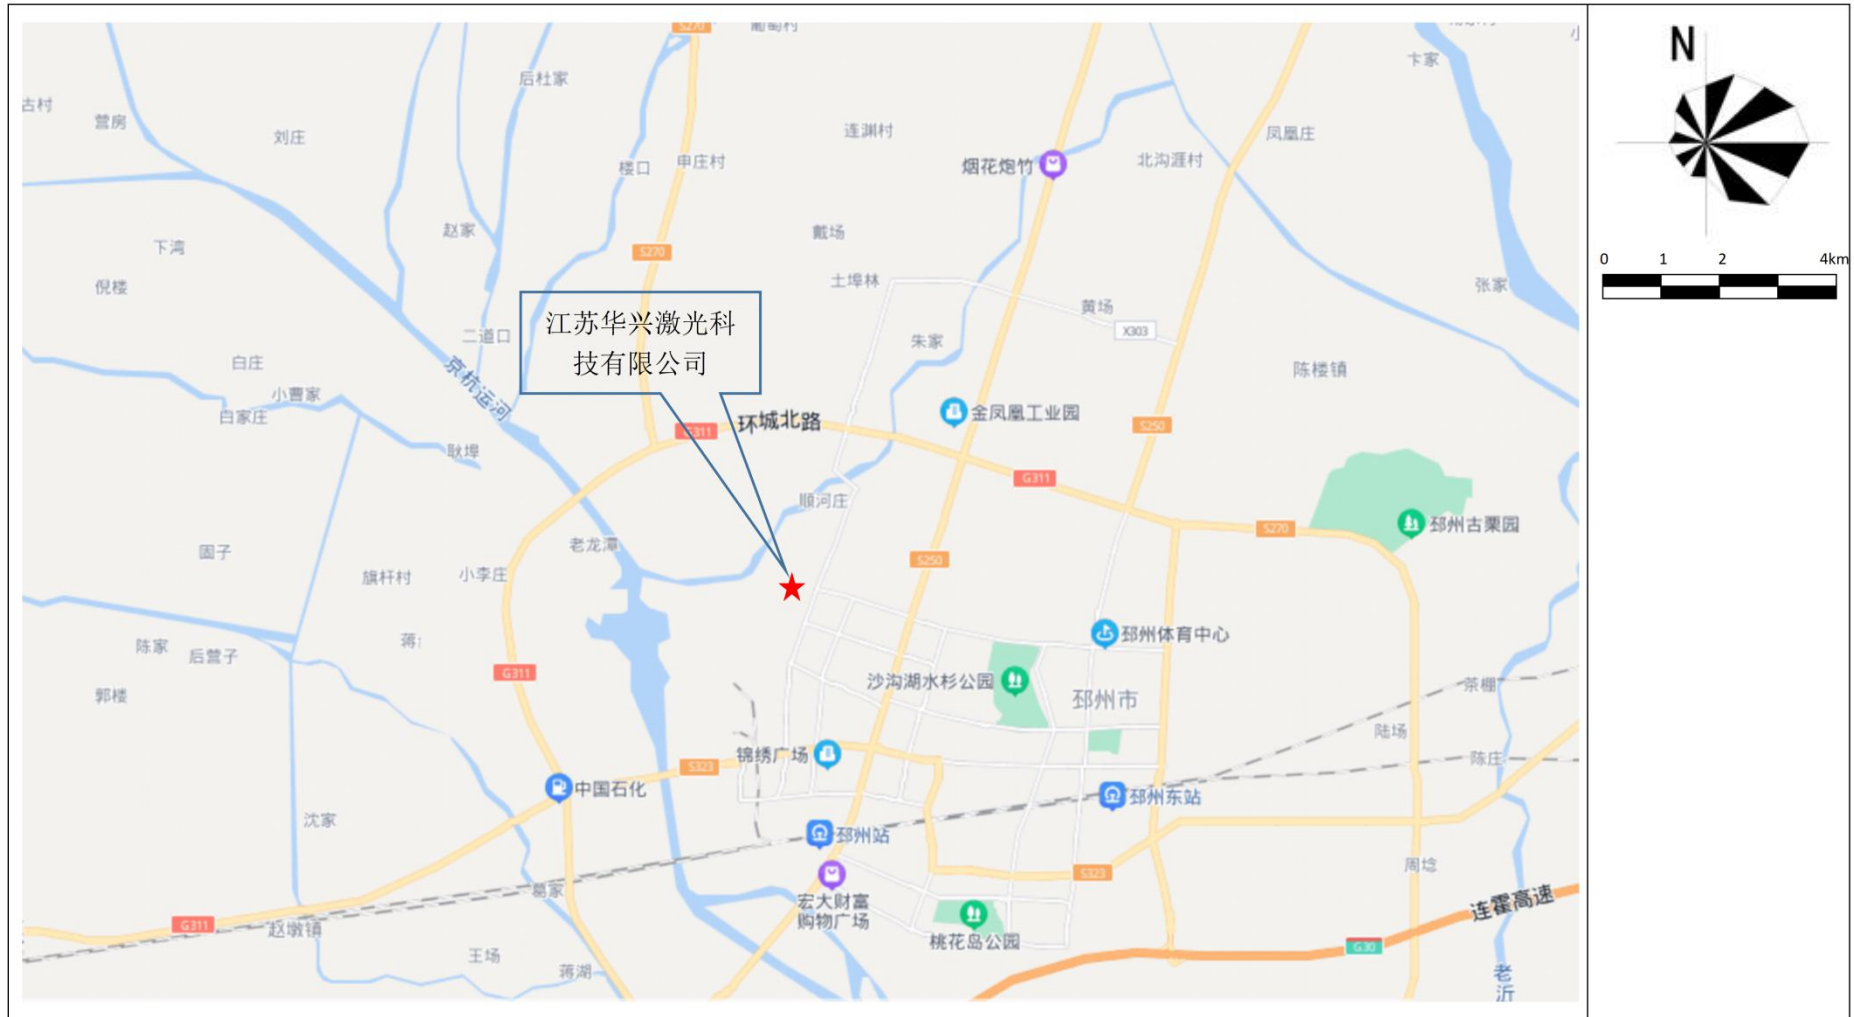 S270
葡萄村
N
卞家
后杜家
古村
营房
刘庄
连渊村
凤凰庄
烟花炮竹
北沟涯村
楼口
申庄村
赵家
戴场
下湾
S270
0
1
2
4km
土埠林
张家
倪楼
黄场
江苏华兴激光科
技有限公司
X303
二道口
朱家
白庄
京杭运河
陈楼镇
小曹家
白家庄
金凤凰工业园
环城北路
G311
S250
耿埠
G311
顺河庄
邳州古栗园
S270
老龙潭
固子
S250
旗杆村
小李庄
邳州体育中心
陈家
后营子
蒋
G311
沙沟湖水杉公园
邳州市
茶棚
郭楼
陆场
锦绣广场
S323
陈庄
中国石化
邳州东站
沈家
邳州站
周埝
S323
葛家
宏大财富
购物广场
连霍高速
G311
赵墩镇
桃花岛公园
G30
王场
蒋湖
老
沂